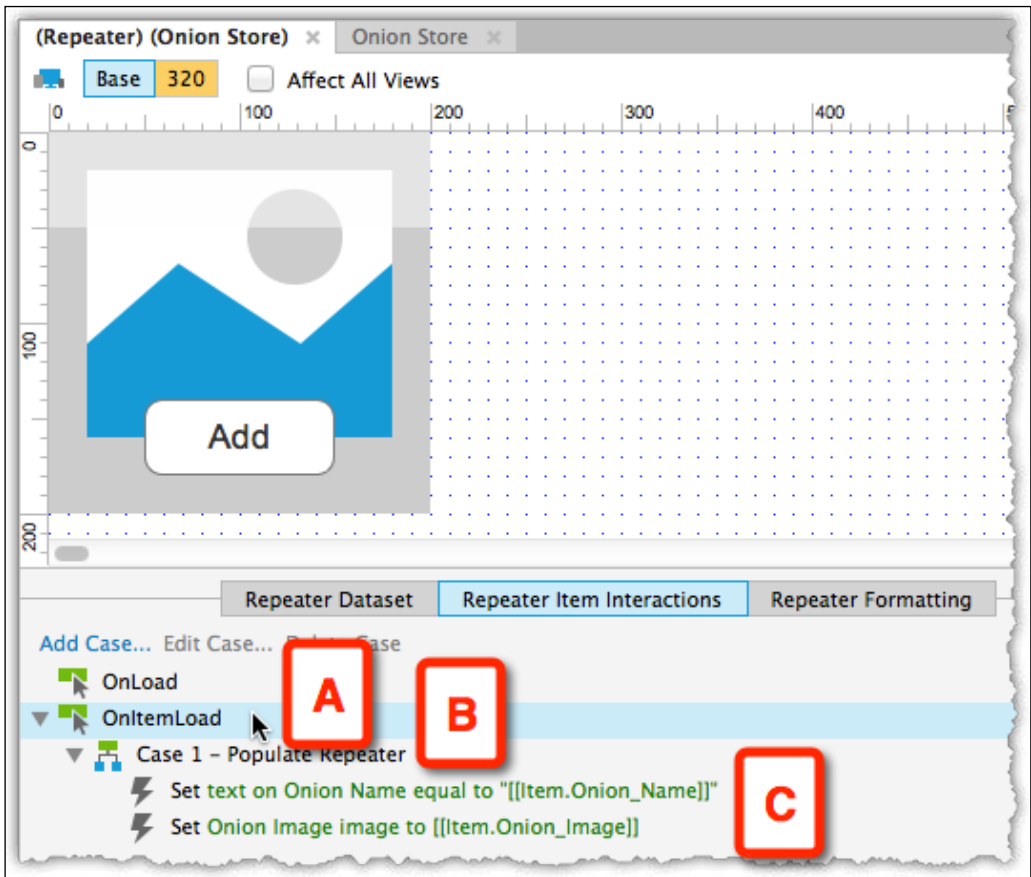 (Repeater) (Onion Store) × Onion Store ×
Base 320 Affect All Views
0 100 200 300 400
0
100
200
Add
Repeater Dataset Repeater Item Interactions Repeater Formatting
Add Case... Edit Case... Case
OnLoad
A
OnItemLoad
B
Case 1 – Populate Repeater
Set text on Onion Name equal to "[[Item.Onion_Name]]"
C
Set Onion Image image to [[Item.Onion_Image]]